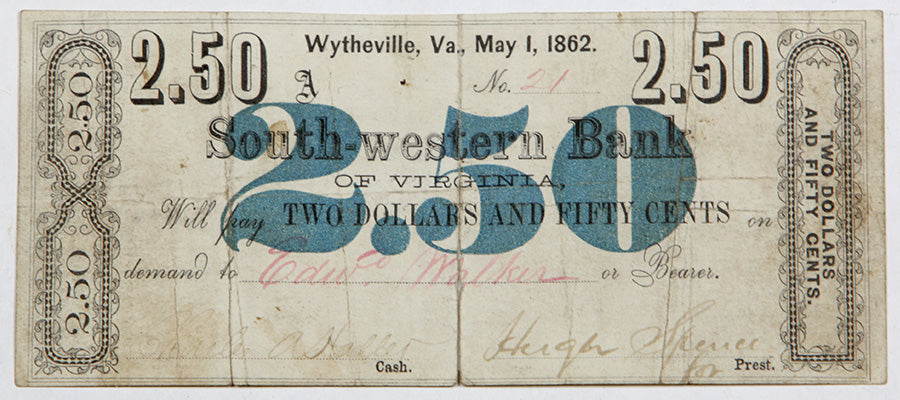 2.50 Wytheville, Va., May 1, 1862. 2.50
A No. 21
2.50
South-western Bank
OF VIRGINIA,
Will pay TWO DOLLARS AND FIFTY CENTS on
demand to Edwd Walker or Bearer.
Hugh Spence
Cash. for Prest.
2.50
2.50
TWO DOLLARS
AND FIFTY CENTS.